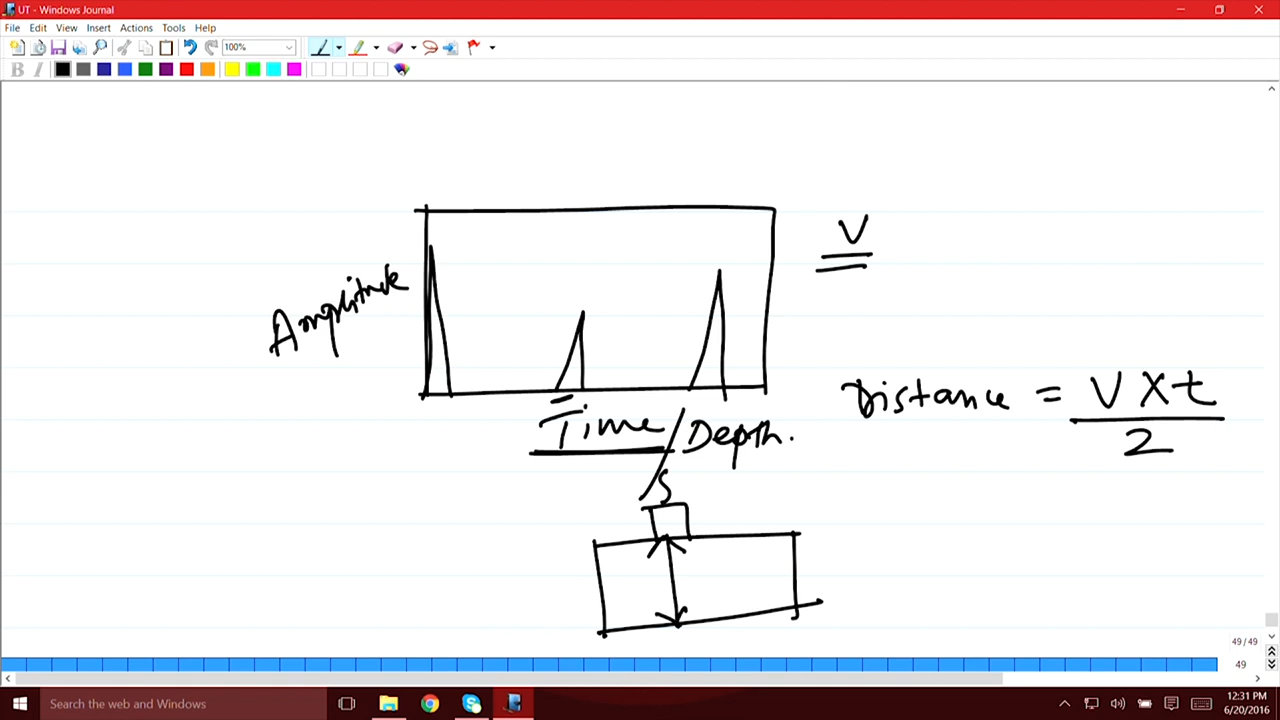 UT - Windows Journal
File Edit View Insert Actions Tools Help
100%
B I
V
Amplitude
Distance = V X t
2
Time / Depth.
S
49 / 49
49
Search the web and Windows
12:31 PM
6/20/2016